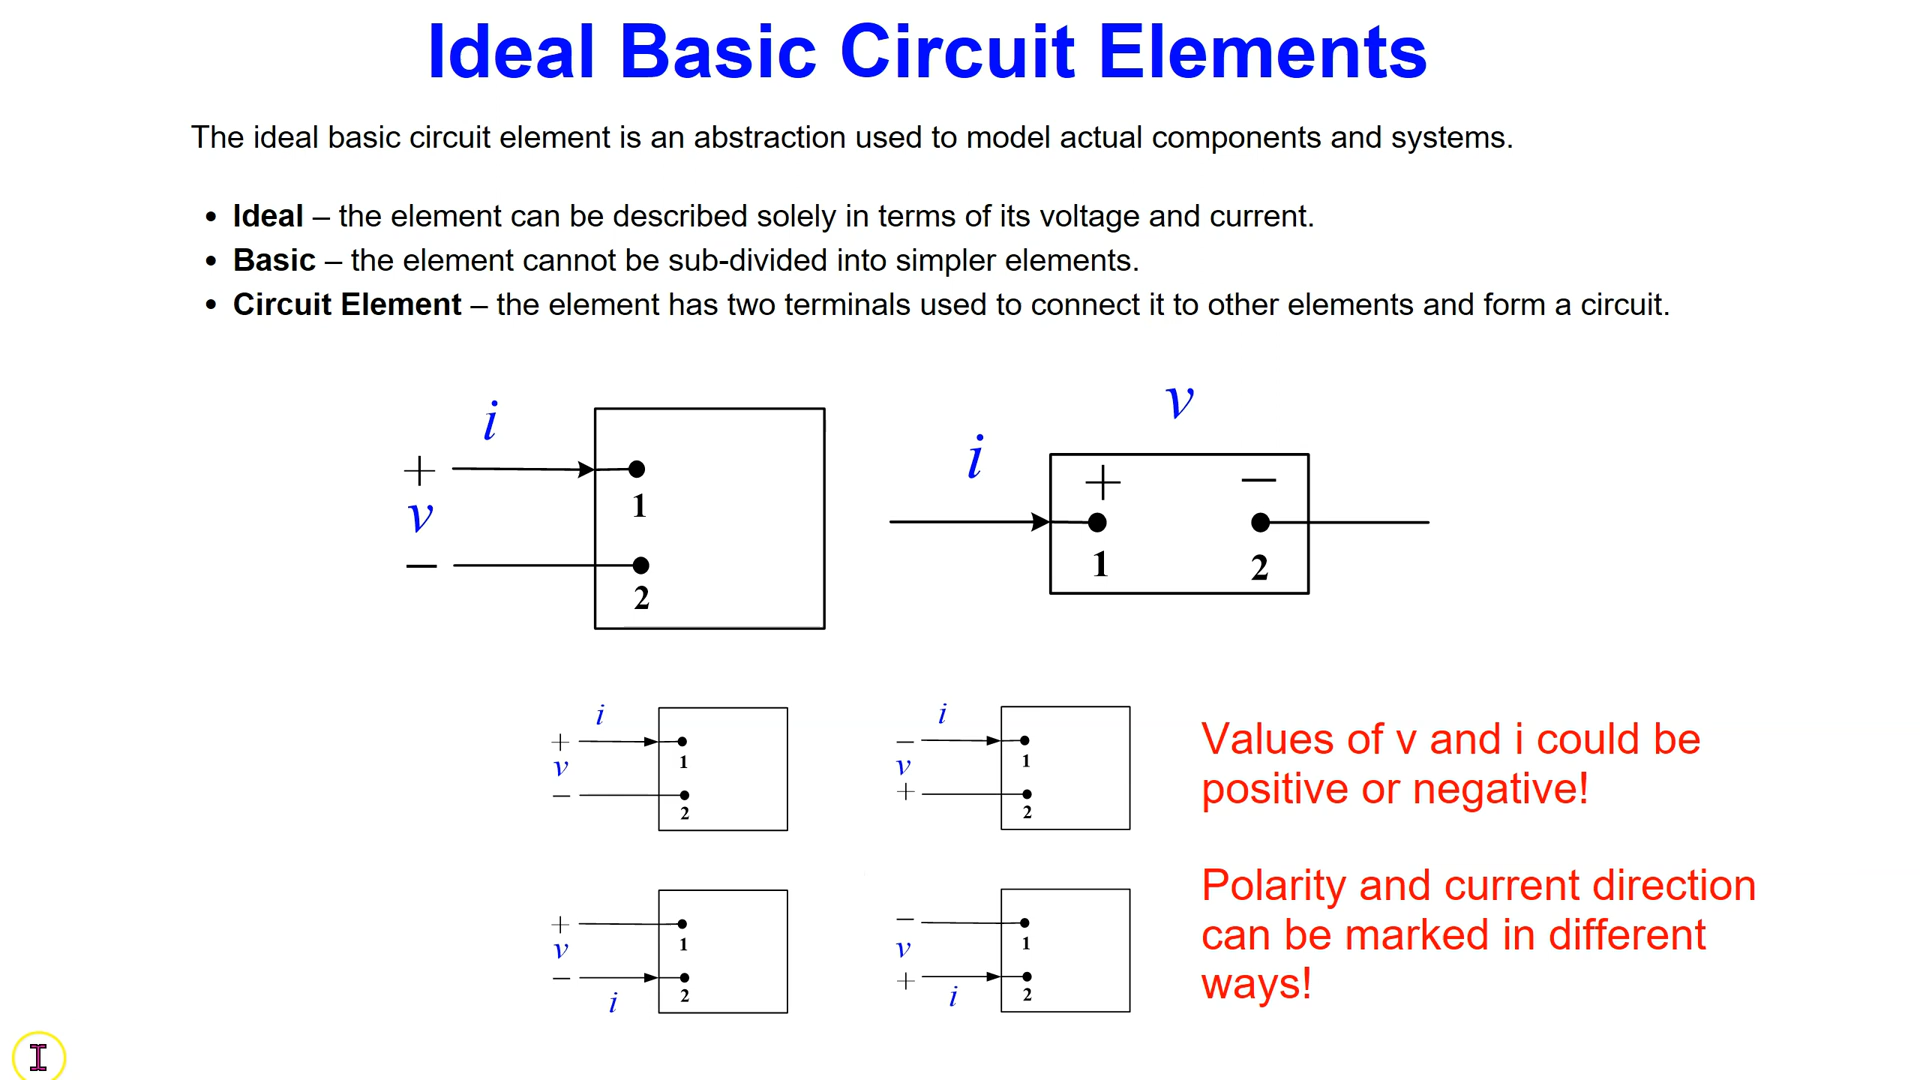 Ideal Basic Circuit Elements
The ideal basic circuit element is an abstraction used to model actual components and systems.
• Ideal – the element can be described solely in terms of its voltage and current.
• Basic – the element cannot be sub-divided into simpler elements.
• Circuit Element – the element has two terminals used to connect it to other elements and form a circuit.
i
+
v
−
1
2
v
i
+ −
1 2
i
+
v
−
1
2
i
−
v
+
1
2
Values of v and i could be
positive or negative!
+
v
−
i
1
2
−
v
+
i
1
2
Polarity and current direction
can be marked in different
ways!